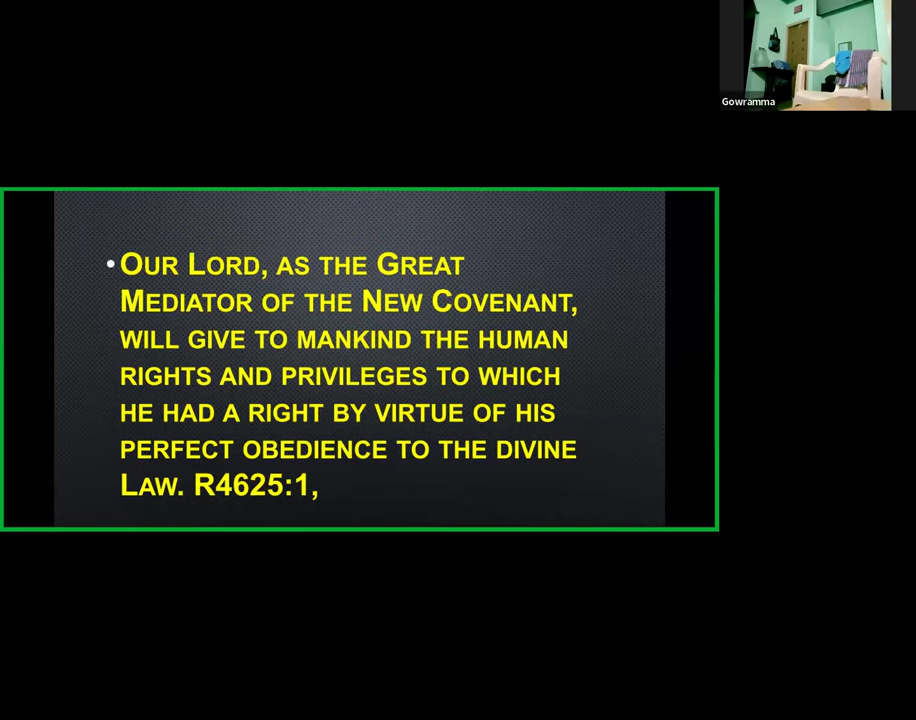 Gowramma
• Our Lord, as the Great
Mediator of the New Covenant,
will give to mankind the human
rights and privileges to which
he had a right by virtue of his
perfect obedience to the divine
Law. R4625:1,